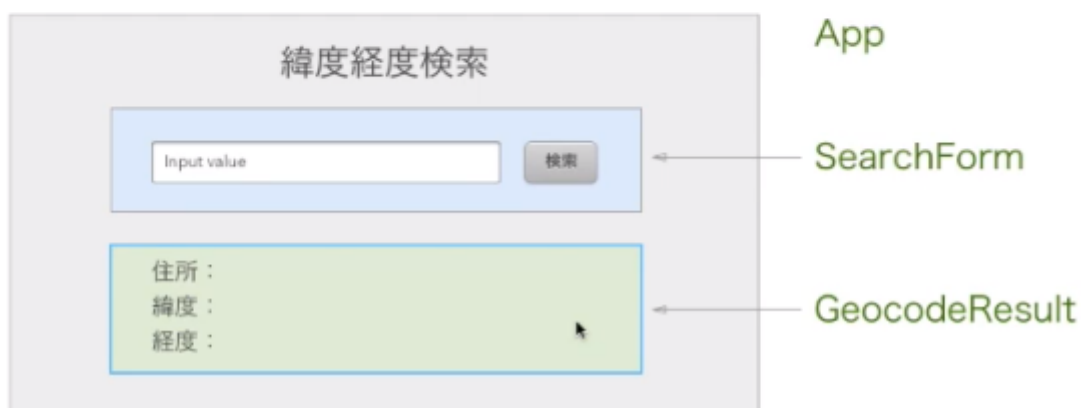 App
緯度経度検索
Input value
検索
SearchForm
住所：
緯度：
経度：
GeocodeResult